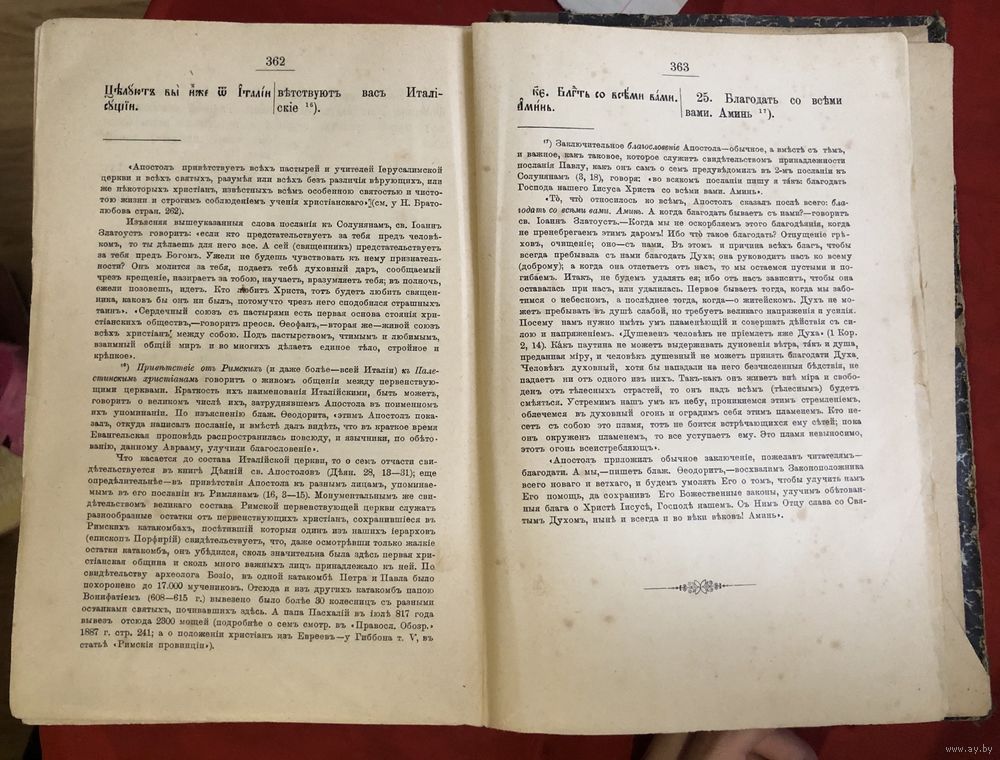 362
Цѣлуютъ вы̀ и҆̀же ѿ І҆талі́и
сꙋ́щїи.
вѣтствуютъ васъ Италі-
скіе ¹⁶).
«Апостолъ привѣтствуетъ всѣхъ пастырей и учителей Іерусалимской
церкви и всѣхъ святыхъ, разумѣя или всѣхъ безъ различія вѣрующихъ, или
же нѣкоторыхъ христіанъ, извѣстныхъ всѣмъ особенною святостью и чисто-
тою жизни и строгимъ соблюденіемъ ученія христіанскаго» (см. у Н. Брато-
любова стран. 262).
Изъясняя вышеуказанныя слова посланія къ Солунянамъ, св. Іоаннъ
Златоустъ говоритъ: «если кто предстательствуетъ за тебя предъ человѣ-
комъ, то ты дѣлаешь для него все. А сей (священникъ) предстательствуетъ
за тебя предъ Богомъ. Ужели не будешь чувствовать къ нему признатель-
ности? Онъ молится за тебя, подаетъ тебѣ духовный даръ, сообщаемый
чрезъ крещеніе, назираетъ за тобою, научаетъ, вразумляетъ тебя; въ полночь,
ежели позовешь, идетъ. Кто любитъ Христа, тотъ будетъ любить священ-
ника, каковъ бы онъ ни былъ, потомучто чрезъ него сподобился страшныхъ
таинъ». «Сердечный союзъ съ пастырями есть первая основа стоянія хри-
стіанскихъ обществъ,—говоритъ преосв. Ѳеофанъ,—вторая же—живой союзъ
всѣхъ христіанъ между собою. Подъ пастырствомъ, чтимымъ и любимымъ,
взаимный общій миръ и во многихъ дѣлаетъ единое тѣло, стройное и
крѣпкое».
¹⁶) Привѣтствіе отъ Римскихъ (и даже болѣе—всей Италіи) къ Пале-
стинскимъ христіанамъ говоритъ о живомъ общеніи между первенствую-
щими церквами. Краткость ихъ наименованія Италійскими, быть можетъ,
говоритъ о великомъ числѣ ихъ, затруднявшемъ Апостола въ поименномъ
ихъ упоминаніи. По изъясненію блаж. Ѳеодорита, «этимъ Апостолъ пока-
залъ, откуда написалъ посланіе, и вмѣстѣ далъ видѣть, что въ краткое время
Евангельская проповѣдь распространилась повсюду, и язычники, по обѣто-
ванію, данному Аврааму, улучили благословеніе».
Что касается до состава Италійской церкви, то о семъ отчасти сви-
дѣтельствуется въ книгѣ Дѣяній св. Апостоловъ (Дѣян. 28, 13—31); еще
опредѣлительнѣе—въ привѣтствіи Апостола къ разнымъ лицамъ, упоминае-
мымъ въ его посланіи къ Римлянамъ (16, 3—15). Монументальнымъ же сви-
дѣтельствомъ великаго состава Римской первенствующей церкви служатъ
разнообразные остатки отъ первенствующихъ христіанъ, сохранившіеся въ
Римскихъ катакомбахъ, посѣтившій которыя одинъ изъ нашихъ іерарховъ
(епископъ Порфирій) свидѣтельствуетъ, что, даже осмотрѣвши только жалкіе
остатки катакомбъ, онъ убѣдился, сколь значительна была здѣсь первая хри-
стіанская община и сколь много важныхъ лицъ принадлежало къ ней. По
свидѣтельству археолога Бозіо, въ одной катакомбѣ Петра и Павла было
похоронено до 17.000 мучениковъ. Отсюда и изъ другихъ катакомбъ папою
Вонифатіемъ (608—615 г.) вывезено было болѣе 30 колесницъ съ разными
останками святыхъ, почивавшихъ здѣсь. А папа Пасхалій въ іюлѣ 817 года
вывезъ отсюда 2300 мощей (подробнѣе о семъ смотр. въ «Правосл. Обозр.»
1887 г. стр. 241; а о положеніи христіанъ изъ Евреевъ—у Гиббона т. V, въ
статьѣ «Римскія провинціи»).
363
к҃е. Блгⷣть со всѣ́ми ва́ми.
А҆ми́нь.
25. Благодать со всѣми
вами. Аминь ¹⁷).
¹⁷) Заключительное благословеніе Апостола—обычное, а вмѣстѣ съ тѣмъ,
и важное, какъ таковое, которое служитъ свидѣтельствомъ принадлежности
посланія Павлу, какъ онъ самъ о семъ предувѣдомилъ въ 2-мъ посланіи къ
Солунянамъ (3, 18), говоря: «во всякомъ посланіи пишу я та́къ: благодать
Господа нашего Іисуса Христа со всѣми вами. Аминь».
«То̀, что̀ относилось ко всѣмъ, Апостолъ сказалъ послѣ всего: бла-
годать со всѣми вами. Аминь. А когда благодать бываетъ съ нами?—говоритъ
св. Іоаннъ Златоустъ.—Когда мы не оскорбляемъ этого благодѣянія, когда
не пренебрегаемъ этимъ даромъ! Ибо что̀ такое благодать? Отпущеніе грѣ-
ховъ, очищеніе; оно—съ нами. Въ этомъ и причина всѣхъ благъ, чтобы
всегда пребывала съ нами благодать Духа; она руководитъ насъ ко всему
(доброму); а когда она отлетаетъ отъ насъ, то мы остаемся пустыми и по-
гибаемъ. Итакъ, не будемъ удалять ея; ибо отъ насъ зависитъ, чтобы она
оставалась при насъ, или удалилась. Первое бываетъ тогда, когда мы забо-
тимся о небесномъ, а послѣднее тогда, когда—о житейскомъ. Духъ не мо-
жетъ пребывать въ душѣ слабой, но требуетъ великаго напряженія и усилія.
Посему намъ нужно имѣть умъ пламенѣющій и совершать дѣйствія съ си-
лою и напряженіемъ. «Душевенъ человѣкъ не пріемлетъ яже Духа» (1 Кор.
2, 14). Ка́къ паутина не можетъ выдерживать дуновенія вѣтра, та́къ и душа,
преданная міру, и человѣкъ душевный не можетъ принять благодати Духа.
Человѣкъ духовный, хотя бы нападали на него безчисленныя бѣдствія, не
падаетъ ни отъ одного изъ нихъ. Такъ-какъ онъ живетъ внѣ міра и свобо-
денъ отъ тѣлесныхъ страстей, то онъ надъ всѣмъ (тѣлеснымъ) будетъ
смѣяться. Устремимъ нашъ умъ къ небу, проникнемся этимъ стремленіемъ,
облечемся въ духовный огонь и оградимъ себя этимъ пламенемъ. Кто не-
сетъ съ собою это пламя, тотъ не боится встрѣчающихся ему сѣтей; пока
онъ окруженъ пламенемъ, то все уступаетъ ему. Это пламя невыносимо,
этотъ огонь всеистребляющъ».
«Апостолъ приложилъ обычное заключеніе, пожелавъ читателямъ—
благодати. А мы,—пишетъ блаж. Ѳеодоритъ,—восхвалимъ Законоположника
всего новаго и ветхаго, и будемъ умолять Его о томъ, чтобы улучить намъ
Его помощь, да сохранивъ Его Божественные законы, улучимъ обѣтован-
ныя блага о Христѣ Іисусѣ, Господѣ нашемъ. Съ Нимъ Отцу слава со Свя-
тымъ Духомъ, нынѣ и всегда и во вѣки вѣковъ! Аминь».
www.ay.by